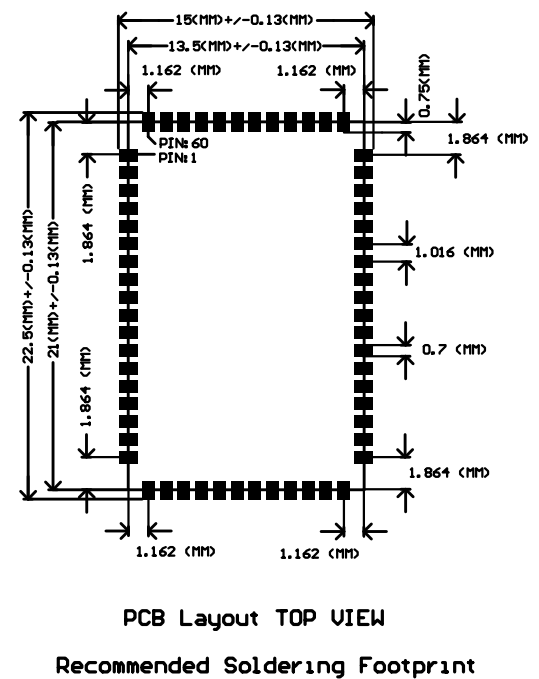 15(MM)+/-0.13(MM)
13.5(MM)+/-0.13(MM)
1.162 (MM)
1.162 (MM)
0.75(MM)
1.864 (MM)
PIN:60
PIN:1
1.864 (MM)
22.5(MM)+/-0.13(MM)
21(MM)+/-0.13(MM)
1.016 (MM)
0.7 (MM)
1.864 (MM)
1.864 (MM)
1.162 (MM)
1.162 (MM)
PCB Layout TOP VIEW
Recommended Soldering Footprint